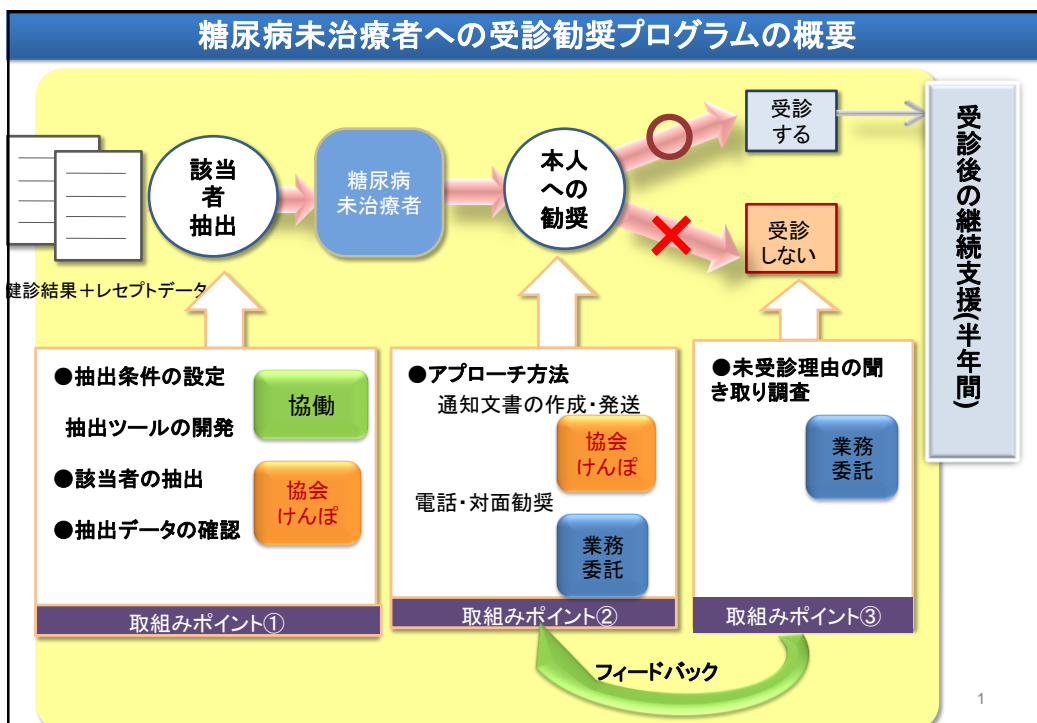 糖尿病未治療者への受診勧奨プログラムの概要
健診結果＋レセプトデータ
該当
者
抽出
糖尿病
未治療者
本人
への
勧奨
受診
する
受診
しない
受診後の継続支援(半年間)
●抽出条件の設定
抽出ツールの開発
協働
●該当者の抽出
●抽出データの確認
協会
けんぽ
取組みポイント①
●アプローチ方法
通知文書の作成・発送
協会
けんぽ
電話・対面勧奨
業務
委託
取組みポイント②
●未受診理由の聞
き取り調査
業務
委託
取組みポイント③
フィードバック
1